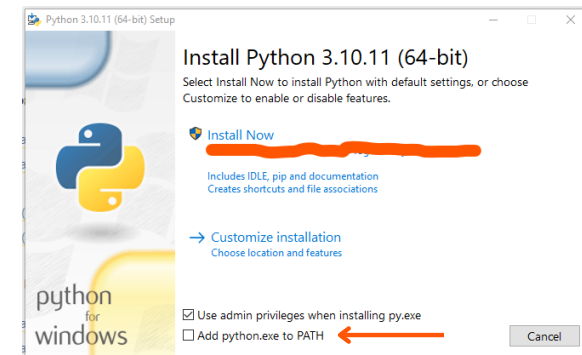 Python 3.10.11 (64-bit) Setup
Install Python 3.10.11 (64-bit)
Select Install Now to install Python with default settings, or choose
Customize to enable or disable features.
Install Now
Includes IDLE, pip and documentation
Creates shortcuts and file associations
Customize installation
Choose location and features
python
for
windows
Use admin privileges when installing py.exe
Add python.exe to PATH
Cancel